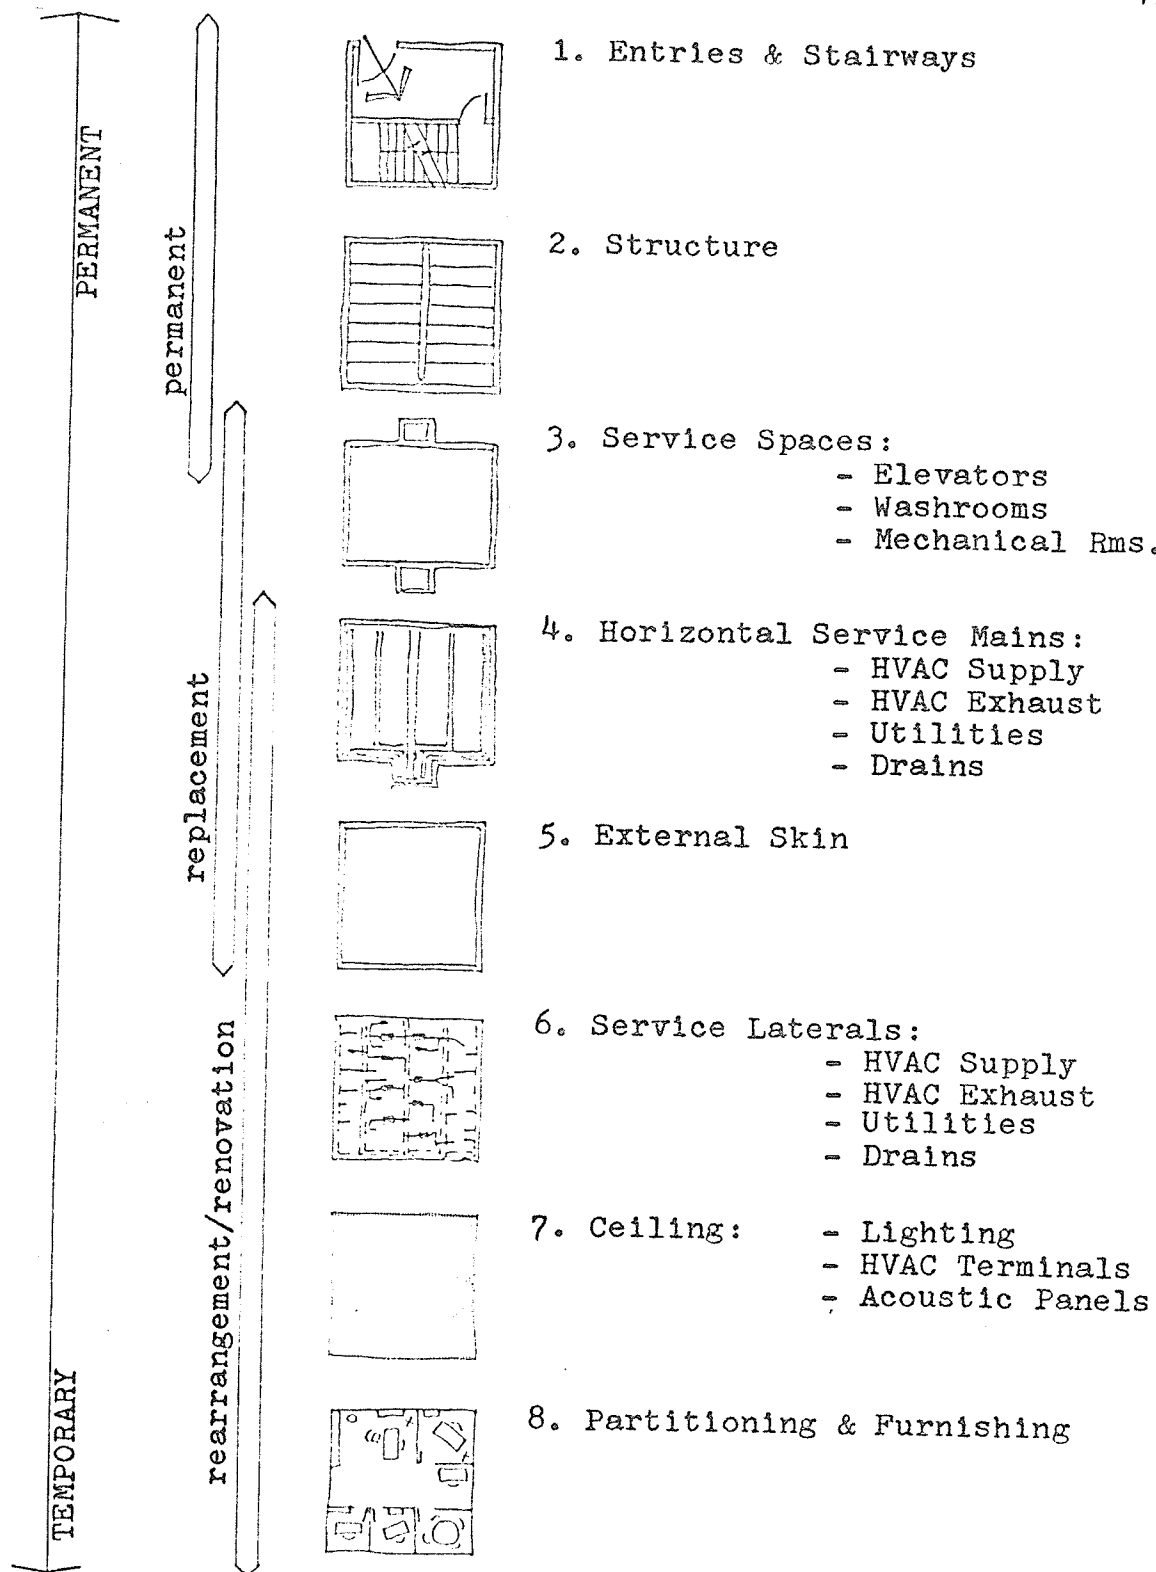 PERMANENT
TEMPORARY
permanent
replacement
rearrangement/renovation
1. Entries & Stairways
2. Structure
3. Service Spaces:
- Elevators
- Washrooms
- Mechanical Rms.
4. Horizontal Service Mains:
- HVAC Supply
- HVAC Exhaust
- Utilities
- Drains
5. External Skin
6. Service Laterals:
- HVAC Supply
- HVAC Exhaust
- Utilities
- Drains
7. Ceiling: - Lighting
- HVAC Terminals
- Acoustic Panels
8. Partitioning & Furnishing